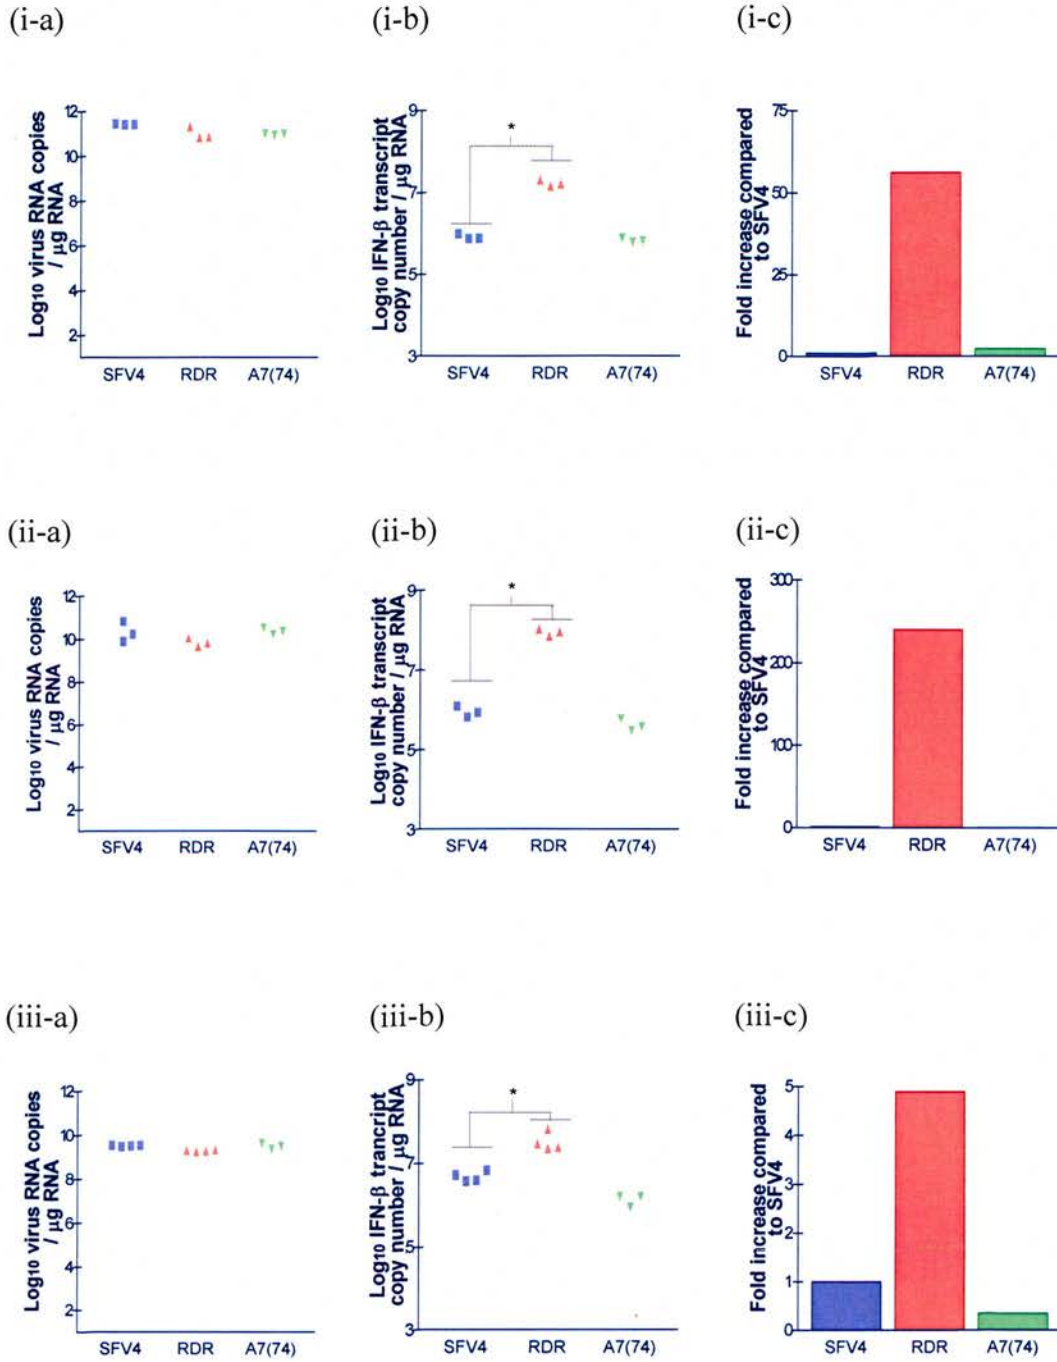 (i-a)
(i-b)
(i-c)
Log10 virus RNA copies
/ µg RNA
12
10
8
6
4
2
SFV4 RDR A7(74)
Log10 IFN-β transcript
copy number / µg RNA
9
7
5
3
*
SFV4 RDR A7(74)
Fold increase compared
to SFV4
75
50
25
0
SFV4 RDR A7(74)
(ii-a)
(ii-b)
(ii-c)
Log10 virus RNA copies
/ µg RNA
12
10
8
6
4
2
SFV4 RDR A7(74)
Log10 IFN-β transcript
copy number / µg RNA
9
7
5
3
*
SFV4 RDR A7(74)
Fold increase compared
to SFV4
300
200
100
0
SFV4 RDR A7(74)
(iii-a)
(iii-b)
(iii-c)
Log10 virus RNA copies
/ µg RNA
12
10
8
6
4
2
SFV4 RDR A7(74)
Log10 IFN-β trancript
copy number / µg RNA
9
7
5
3
*
SFV4 RDR A7(74)
Fold increase compared
to SFV4
5
4
3
2
1
0
SFV4 RDR A7(74)